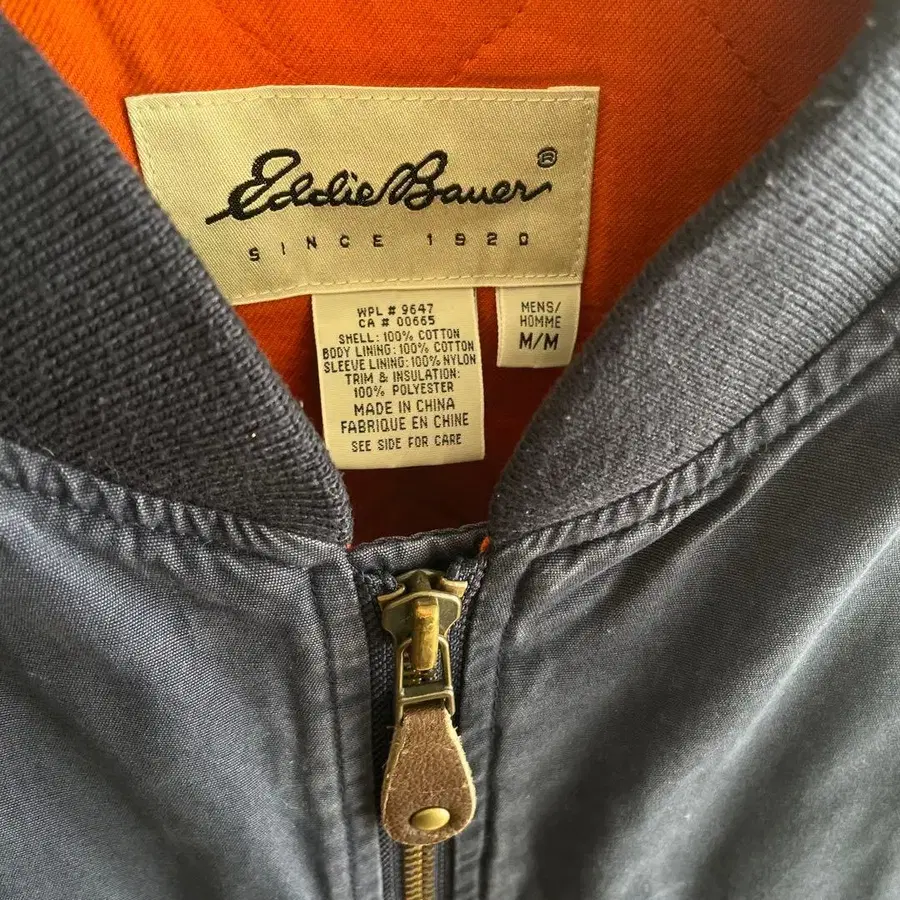 Eddie Bauer®
SINCE 1920
WPL # 9647
CA # 00665
SHELL: 100% COTTON
BODY LINING: 100% COTTON
SLEEVE LINING: 100% NYLON
TRIM & INSULATION:
100% POLYESTER
MADE IN CHINA
FABRIQUE EN CHINE
SEE SIDE FOR CARE
MENS/
HOMME
M/M